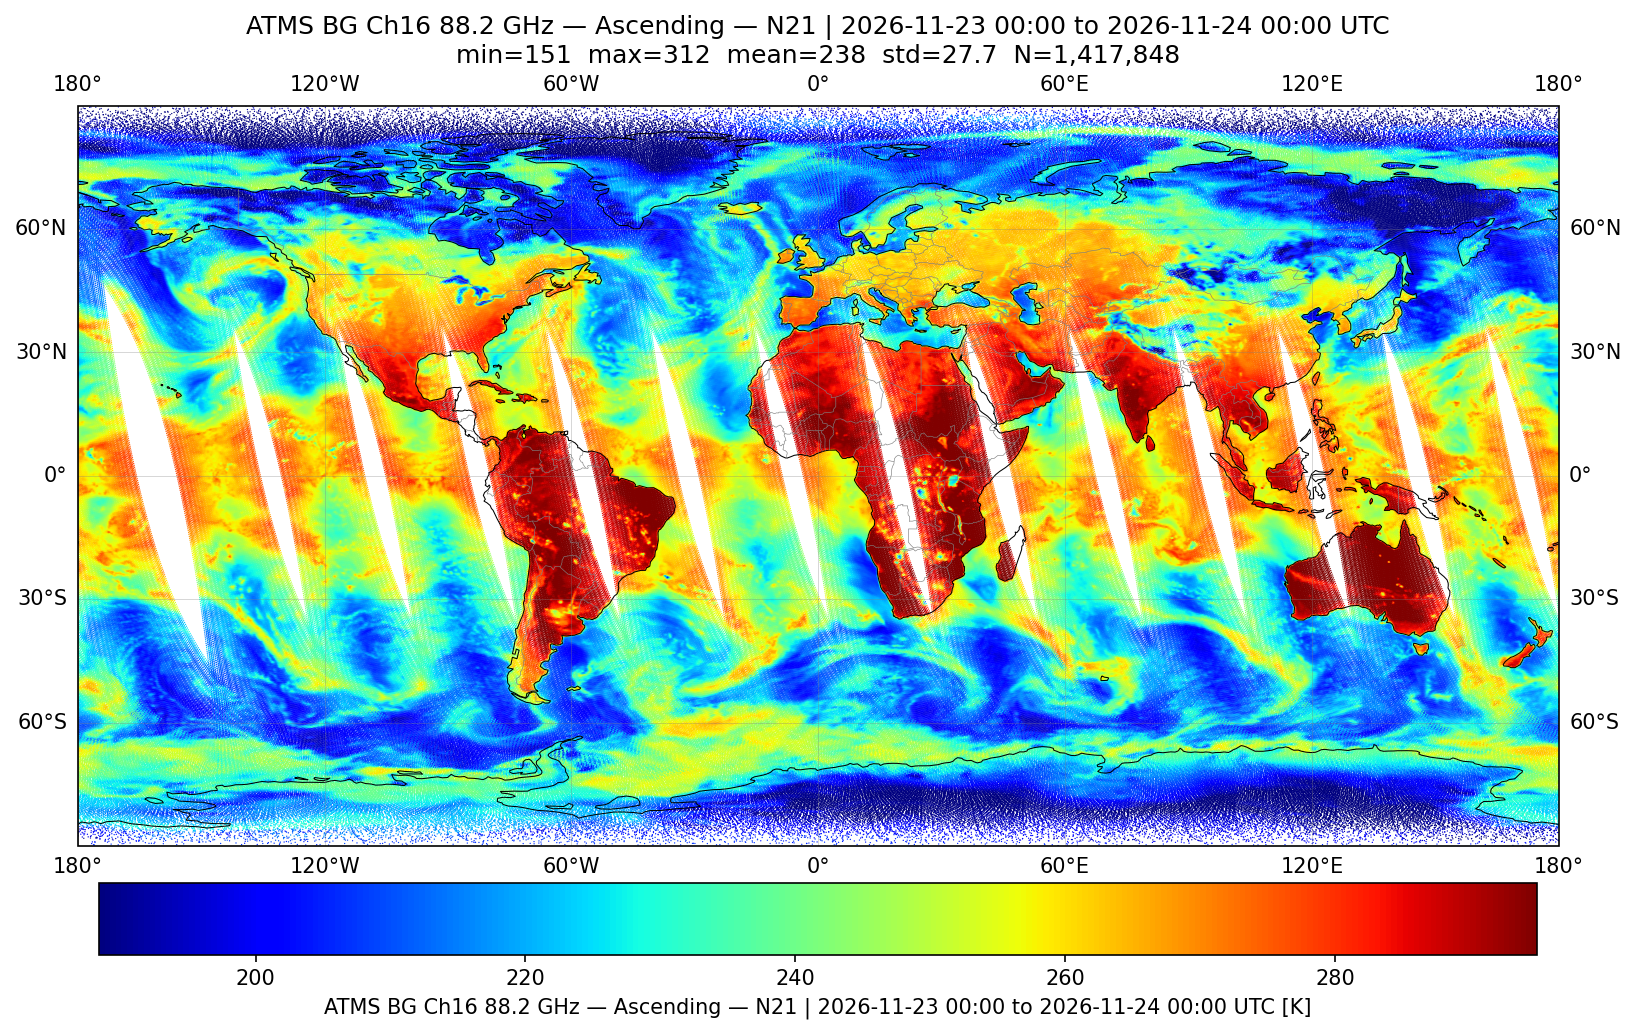 ATMS BG Ch16 88.2 GHz — Ascending — N21 | 2026-11-23 00:00 to 2026-11-24 00:00 UTC
min=151  max=312  mean=238  std=27.7  N=1,417,848
180° 120°W 60°W 0° 60°E 120°E 180°
60°N 60°N
30°N 30°N
0° 0°
30°S 30°S
60°S 60°S
180° 120°W 60°W 0° 60°E 120°E 180°
200 220 240 260 280
ATMS BG Ch16 88.2 GHz — Ascending — N21 | 2026-11-23 00:00 to 2026-11-24 00:00 UTC [K]